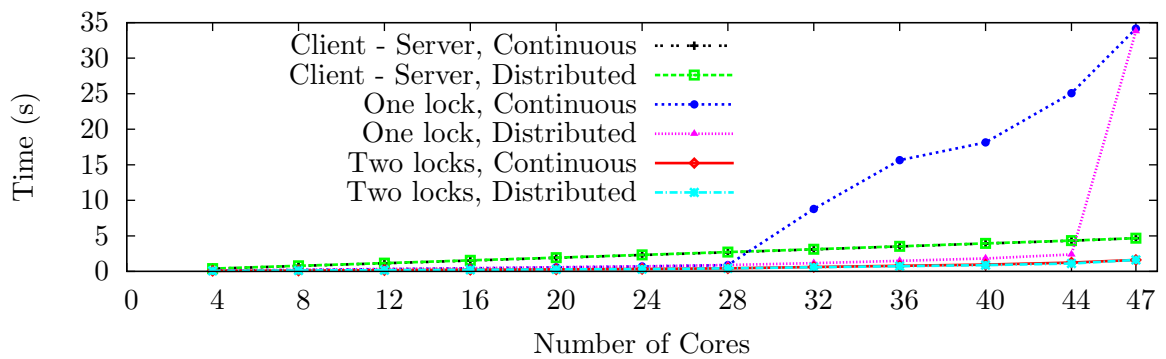 35
30
25
20
15
10
5
0
Time (s)
Client - Server, Continuous
Client - Server, Distributed
One lock, Continuous
One lock, Distributed
Two locks, Continuous
Two locks, Distributed
0 4 8 12 16 20 24 28 32 36 40 44 47
Number of Cores